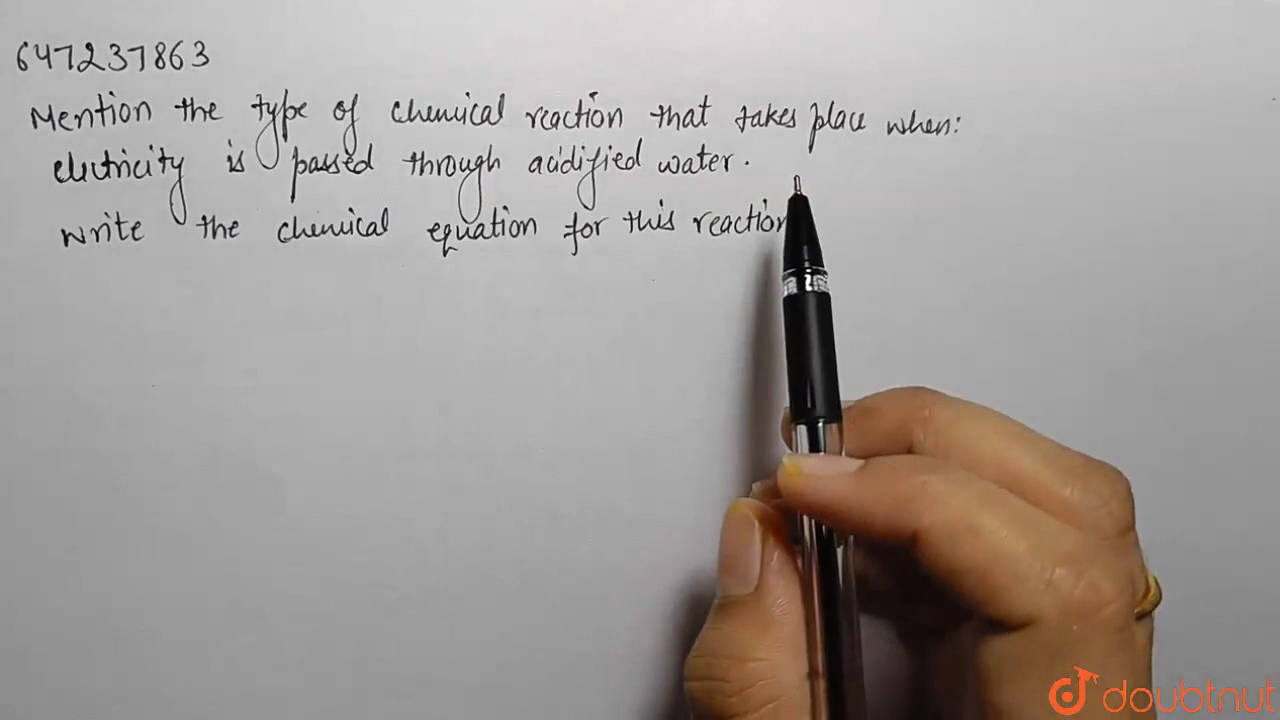 647237863
Mention the type of chemical reaction that takes place when:
electricity is passed through acidified water.
write the chemical equation for this reaction
doubtnut